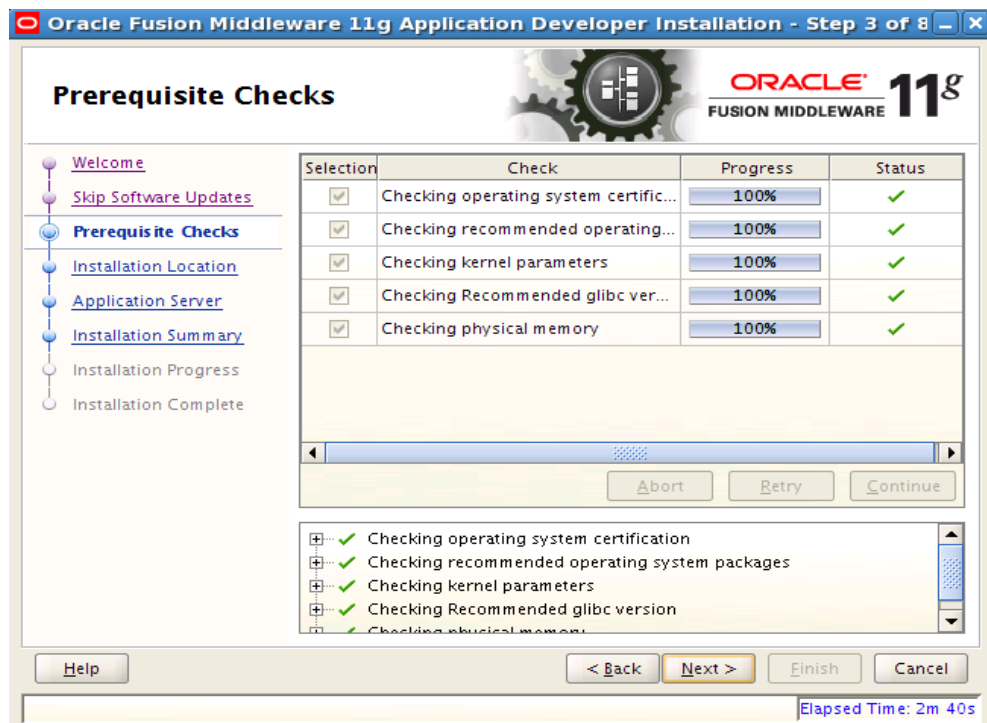 Oracle Fusion Middleware 11g Application Developer Installation - Step 3 of 8
Prerequisite Checks
ORACLE
FUSION MIDDLEWARE
11g
Welcome
Skip Software Updates
Prerequisite Checks
Installation Location
Application Server
Installation Summary
Installation Progress
Installation Complete
Selection Check Progress Status
Checking operating system certific... 100%
Checking recommended operating... 100%
Checking kernel parameters 100%
Checking Recommended glibc ver... 100%
Checking physical memory 100%
Abort Retry Continue
Checking operating system certification
Checking recommended operating system packages
Checking kernel parameters
Checking Recommended glibc version
Checking physical memory
Help < Back Next > Finish Cancel
Elapsed Time: 2m 40s